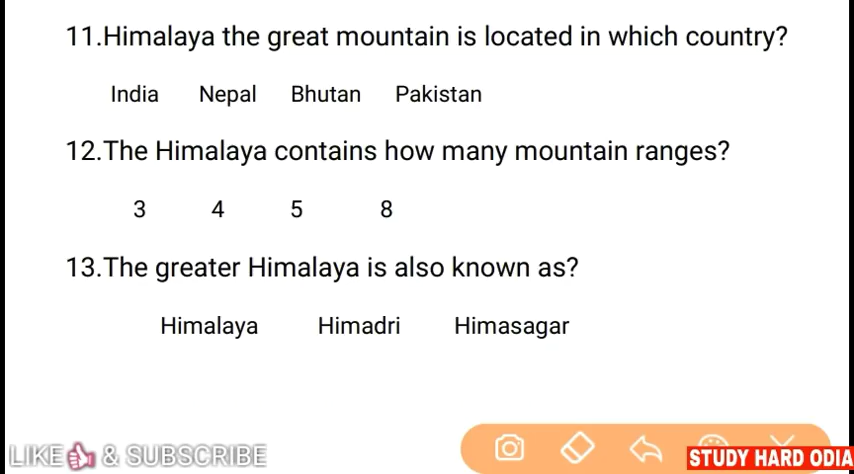 11.Himalaya the great mountain is located in which country?
India Nepal Bhutan Pakistan
12.The Himalaya contains how many mountain ranges?
3 4 5 8
13.The greater Himalaya is also known as?
Himalaya Himadri Himasagar
LIKE & SUBSCRIBE
STUDY HARD ODIA